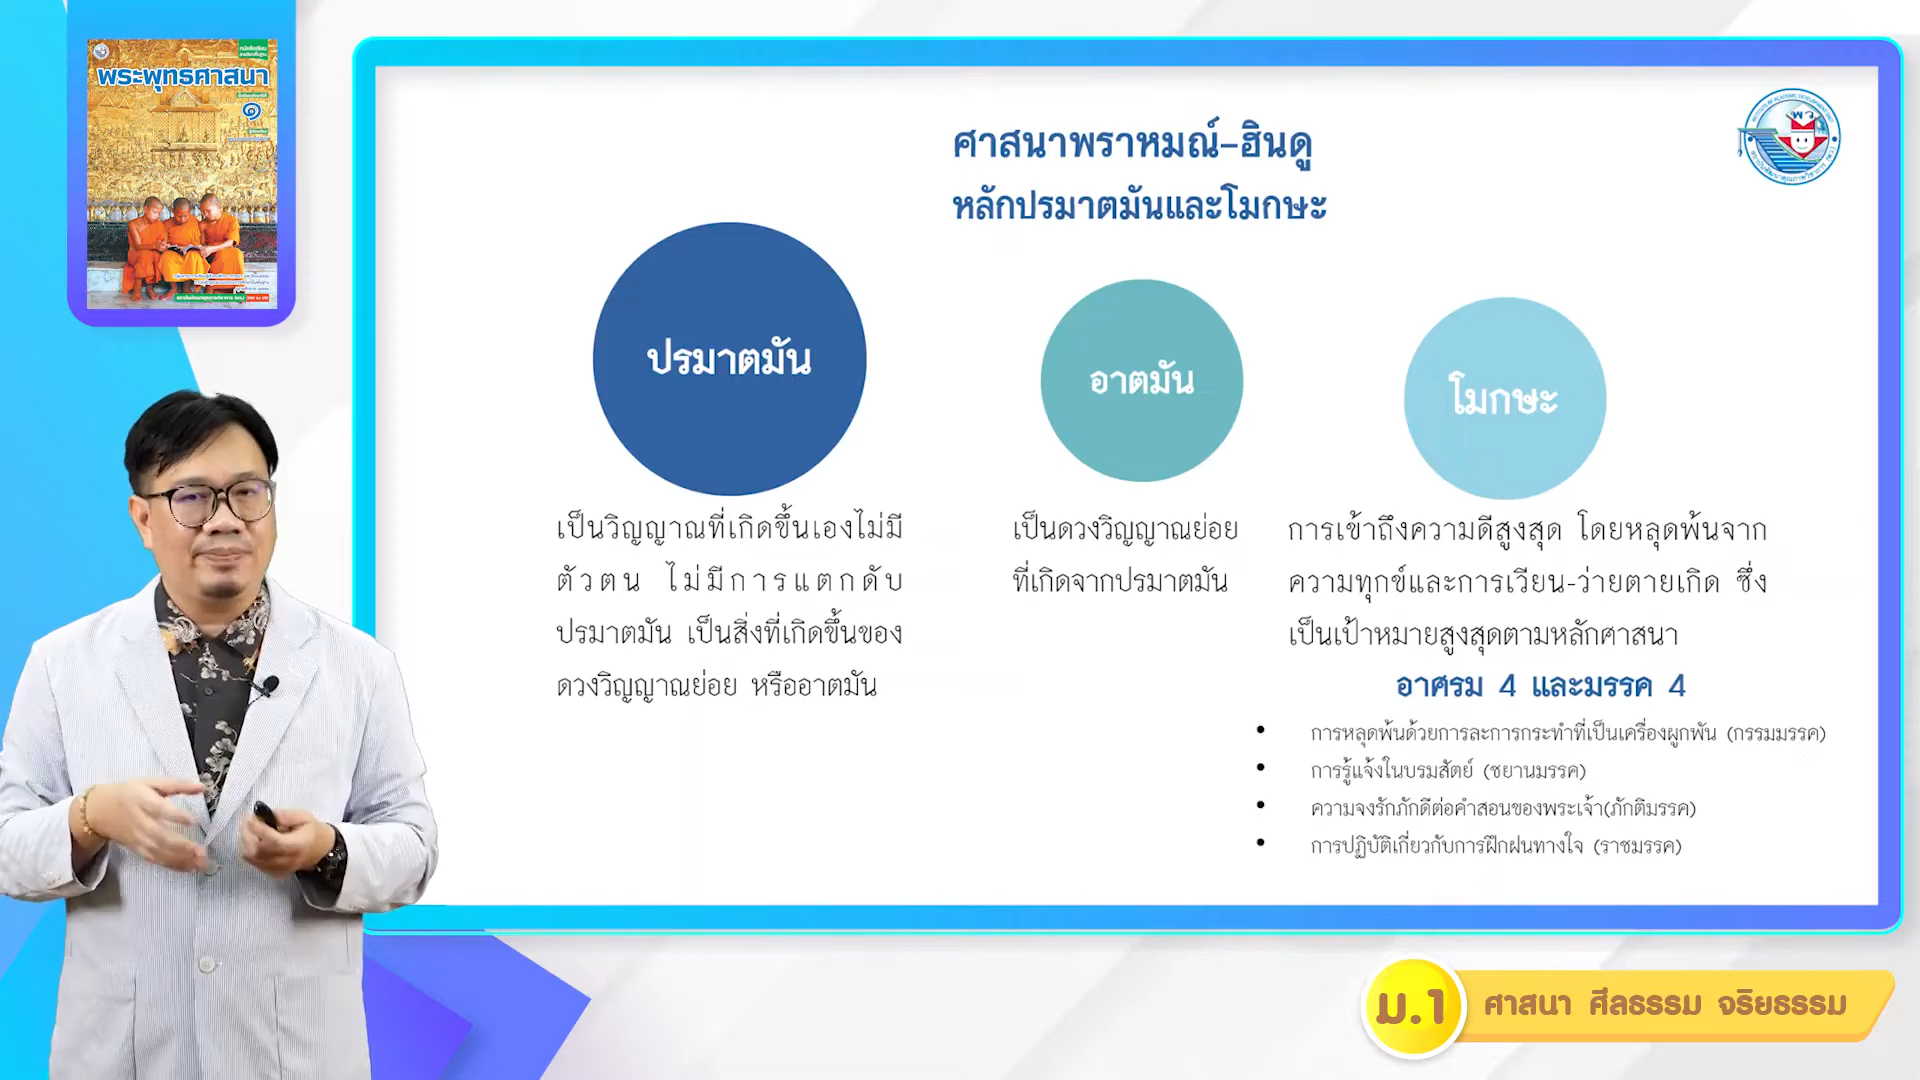 หนังสือเรียน
พระพุทธศาสนา
๑
ศาสนาพราหมณ์-ฮินดู
หลักปรมาตมันและโมกษะ
ปรมาตมัน
อาตมัน
โมกษะ
เป็นวิญญาณที่เกิดขึ้นเองไม่มี
ตัวตน ไม่มีการแตกดับ
ปรมาตมัน เป็นสิ่งที่เกิดขึ้นของ
ดวงวิญญาณย่อย หรืออาตมัน
เป็นดวงวิญญาณย่อย
ที่เกิดจากปรมาตมัน
การเข้าถึงความดีสูงสุด โดยหลุดพ้นจาก
ความทุกข์และการเวียน-ว่ายตายเกิด ซึ่ง
เป็นเป้าหมายสูงสุดตามหลักศาสนา
อาศรม 4 และมรรค 4
• การหลุดพ้นด้วยการละการกระทำที่เป็นเครื่องผูกพัน (กรรมมรรค)
• การรู้แจ้งในบรมสัตย์ (ชยานมรรค)
• ความจงรักภักดีต่อคำสอนของพระเจ้า(ภักติมรรค)
• การปฏิบัติเกี่ยวกับการฝึกฝนทางใจ (ราชมรรค)
พว
ม.1
ศาสนา ศีลธรรม จริยธรรม